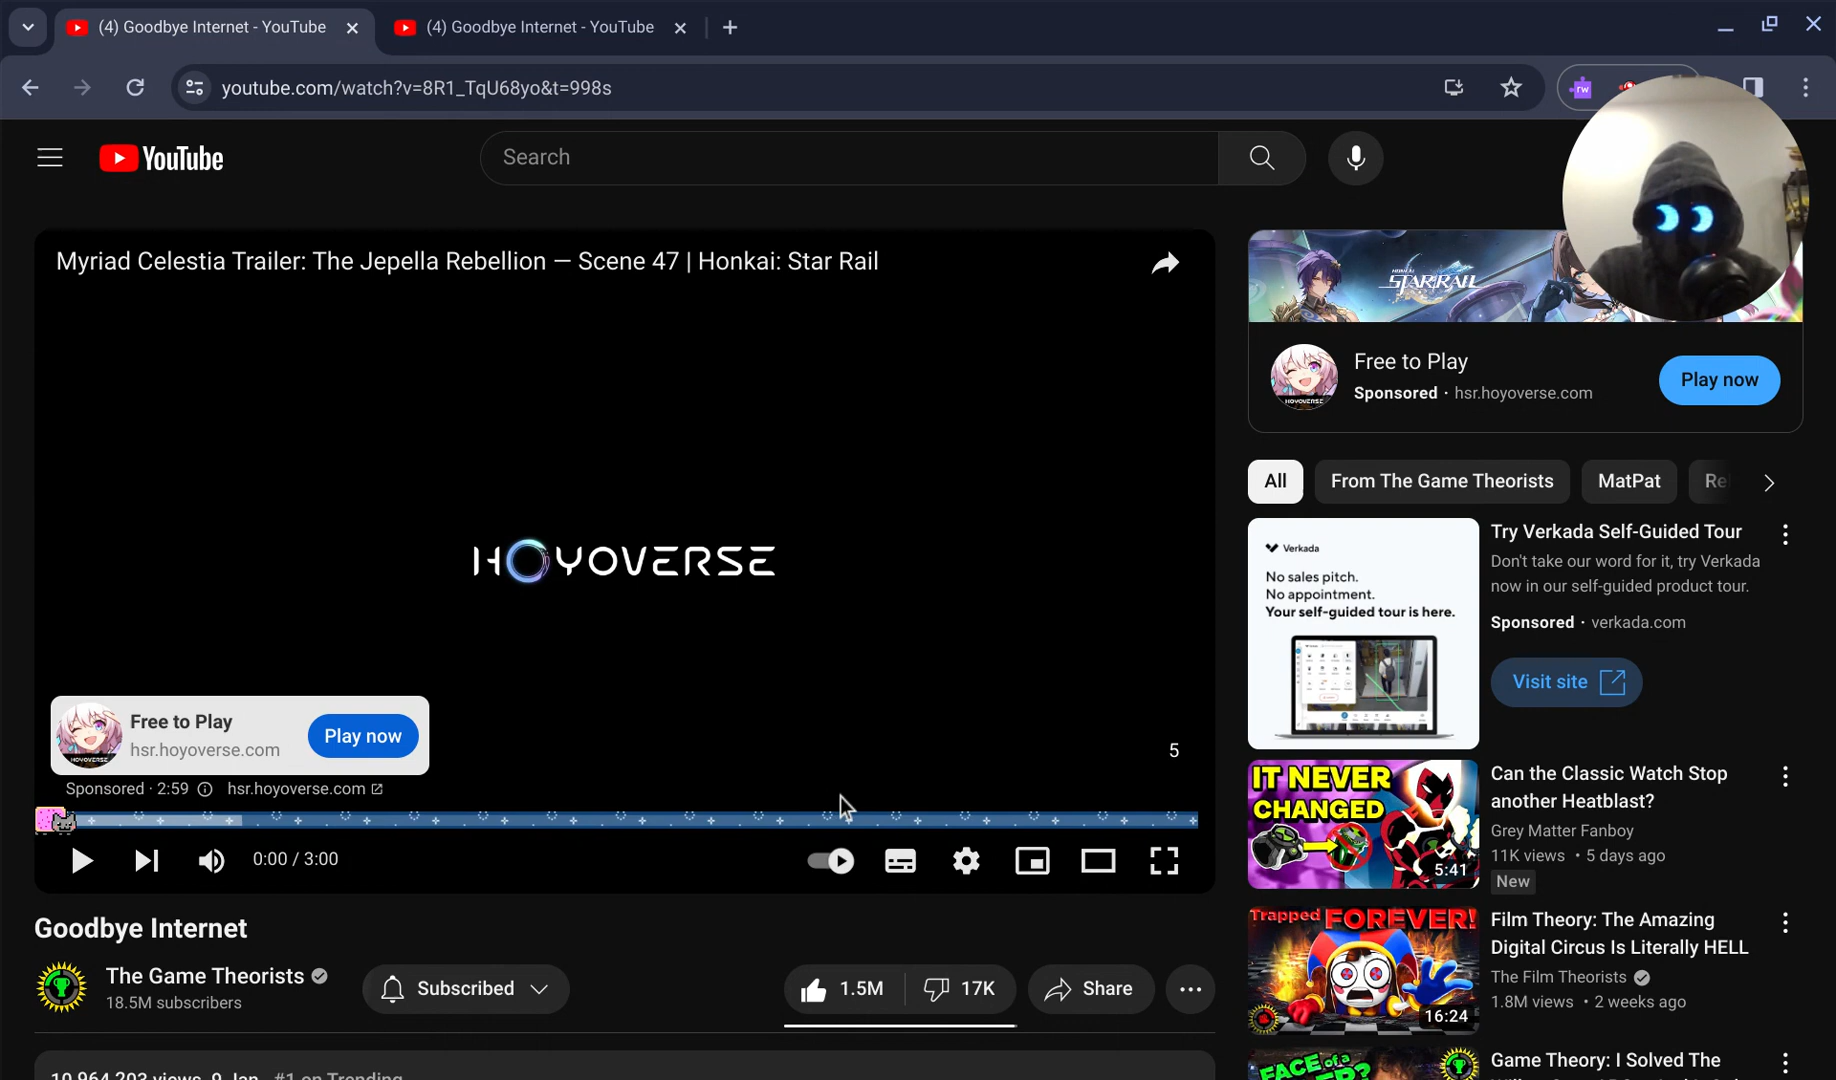 (4) Goodbye Internet - YouTube
(4) Goodbye Internet - YouTube
youtube.com/watch?v=8R1_TqU68yo&t=998s
rw
YouTube
Search
Myriad Celestia Trailer: The Jepella Rebellion — Scene 47 | Honkai: Star Rail
HOYOVERSE
Free to Play
hsr.hoyoverse.com
Play now
HOYOVERSE
5
Sponsored · 2:59
hsr.hoyoverse.com
0:00 / 3:00
Goodbye Internet
The Game Theorists
18.5M subscribers
Subscribed
1.5M
17K
Share
10,964,203 views 9 Jan #1 on Trending
HONKAI
STAR RAIL
Free to Play
Sponsored · hsr.hoyoverse.com
Play now
HOYOVERSE
All
From The Game Theorists
MatPat
Re
Verkada
No sales pitch.
No appointment.
Your self-guided tour is here.
Try Verkada Self-Guided Tour
Don't take our word for it, try Verkada
now in our self-guided product tour.
Sponsored · verkada.com
Visit site
IT NEVER
CHANGED
5:41
Can the Classic Watch Stop
another Heatblast?
Grey Matter Fanboy
11K views • 5 days ago
New
Trapped FOREVER!
16:24
Film Theory: The Amazing
Digital Circus Is Literally HELL
The Film Theorists
1.8M views • 2 weeks ago
FACE of a
Game Theory: I Solved The